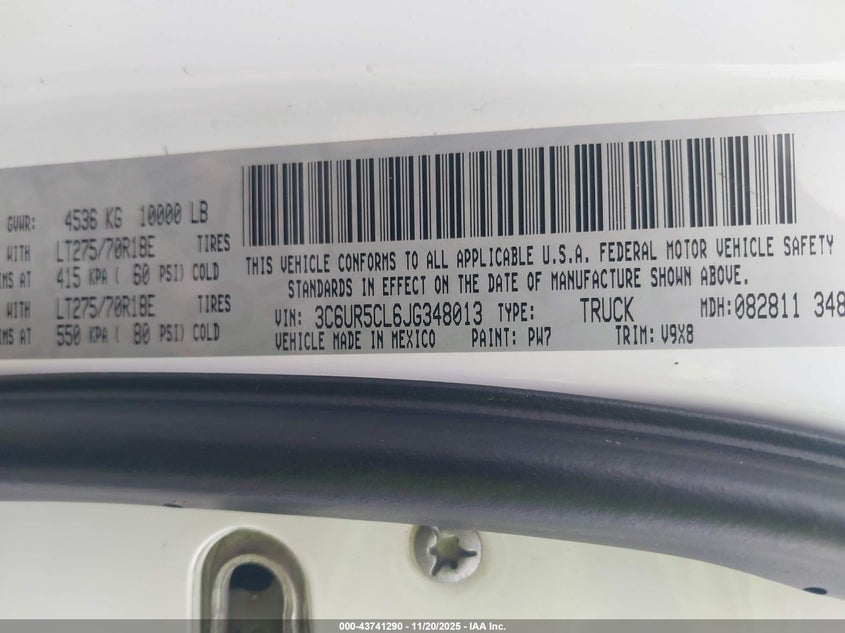 GVWR: 4536 KG 10000 LB
WITH LT275/70R18E TIRES
IMS AT 415 KPA ( 60 PSI) COLD
WITH LT275/70R18E TIRES
IMS AT 550 KPA ( 80 PSI) COLD
THIS VEHICLE CONFORMS TO ALL APPLICABLE U.S.A. FEDERAL MOTOR VEHICLE SAFETY
STANDARDS IN EFFECT ON THE DATE OF MANUFACTURE SHOWN ABOVE.
VIN: 3C6UR5CL6JG348013 TYPE: TRUCK MDH:082811 348
VEHICLE MADE IN MEXICO PAINT: PW7 TRIM: V9X8
000-43741290 - 11/20/2025 - IAA Inc.